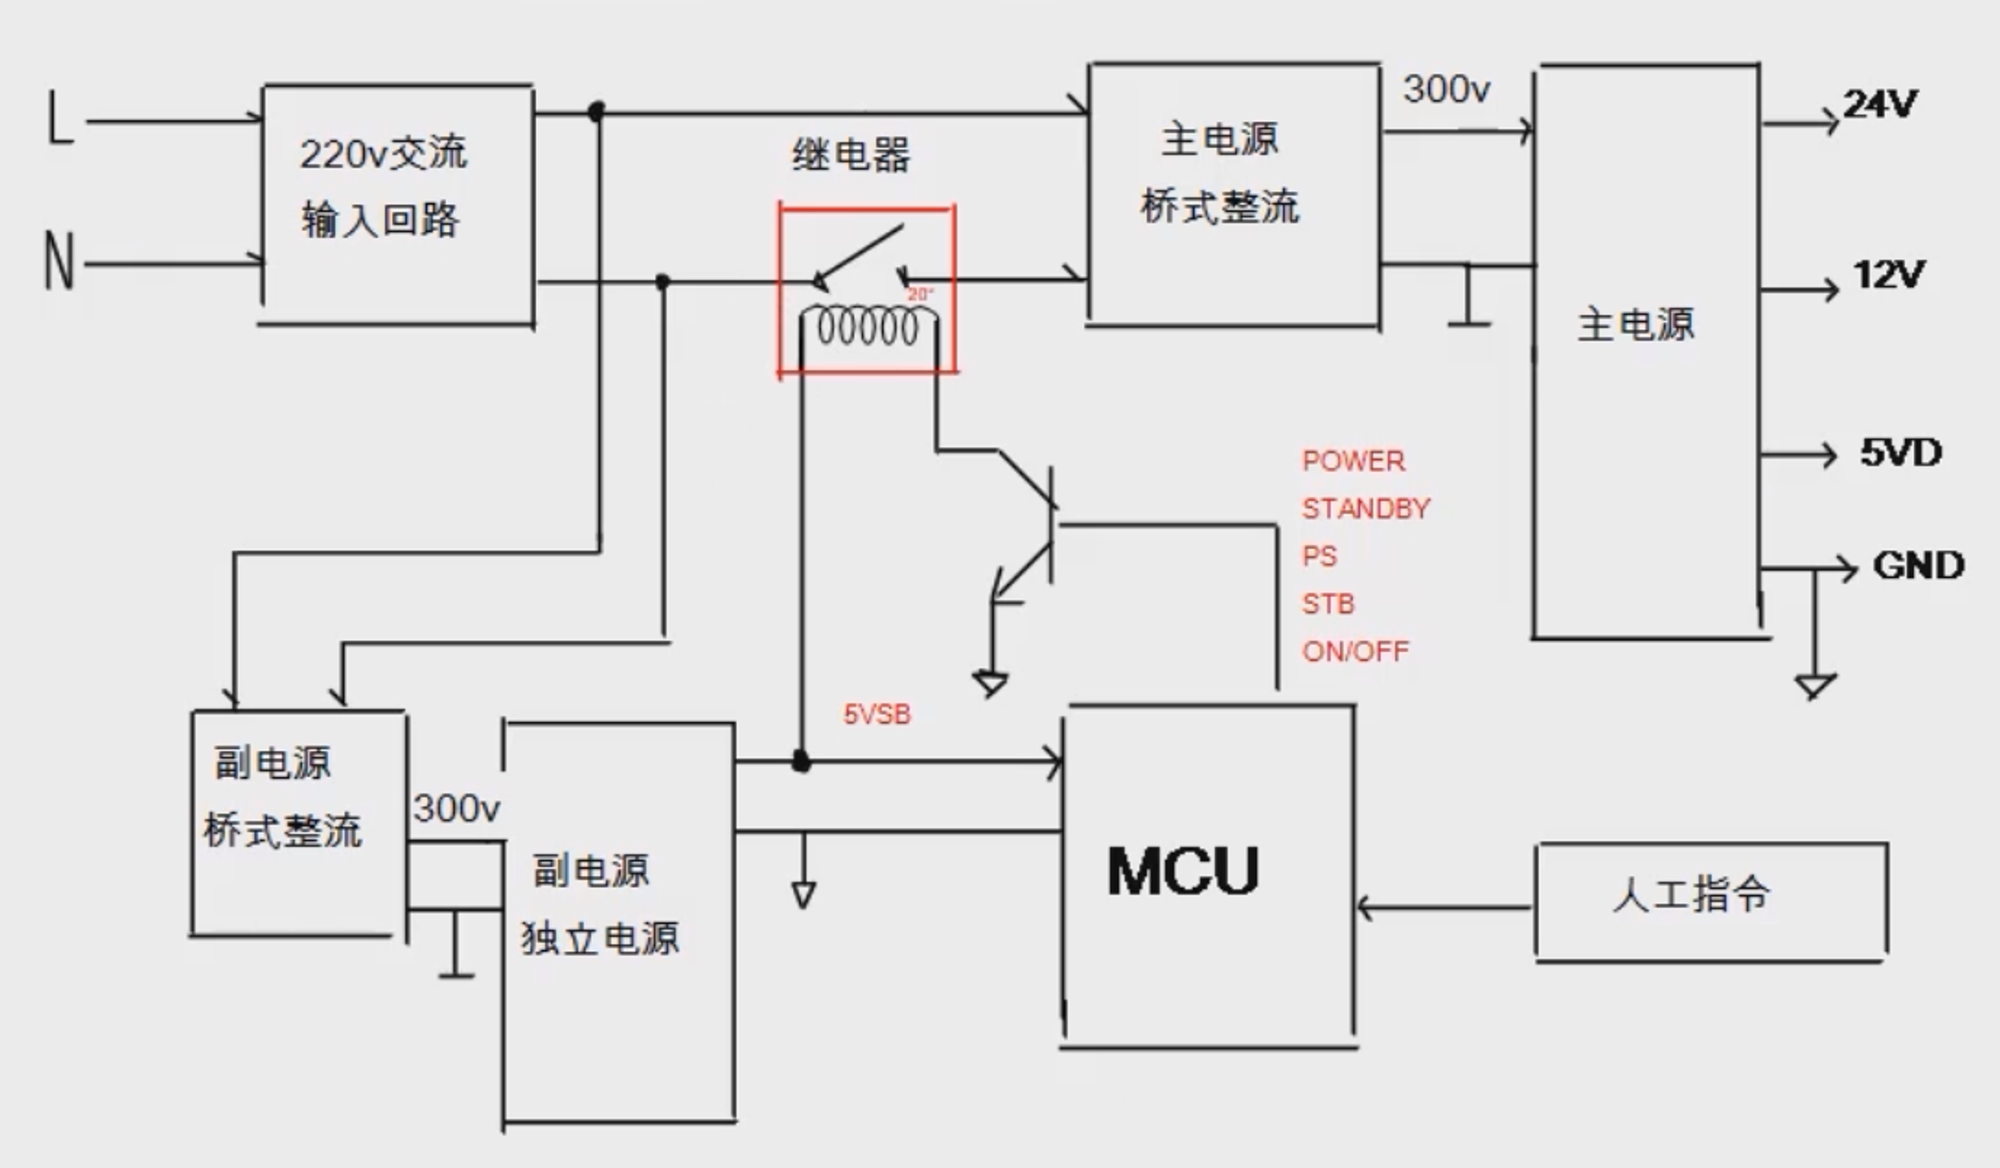 L
N
220v交流
输入回路
继电器
20°
主电源
桥式整流
300v
主电源
24V
12V
5VD
GND
POWER
STANDBY
PS
STB
ON/OFF
副电源
桥式整流
300v
副电源
独立电源
5VSB
MCU
人工指令